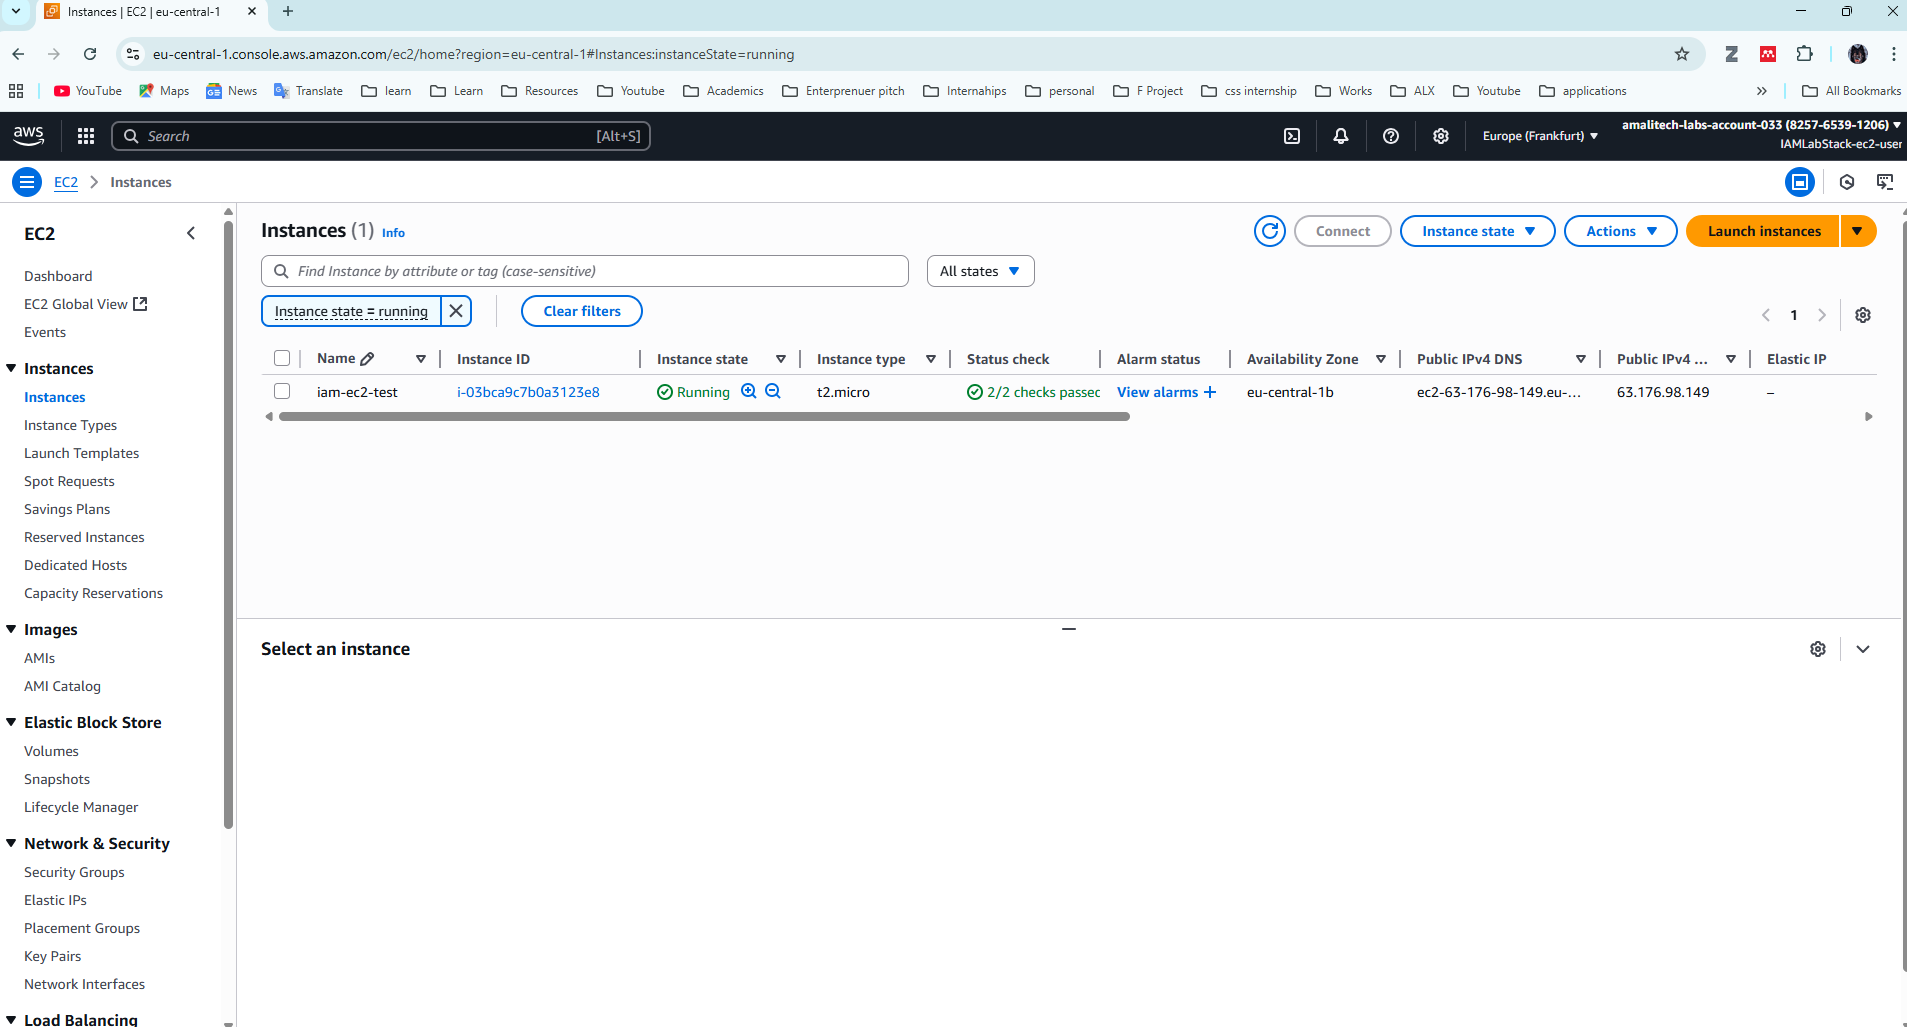 Instances | EC2 | eu-central-1
eu-central-1.console.aws.amazon.com/ec2/home?region=eu-central-1#Instances:instanceState=running
YouTube Maps News Translate learn Learn Resources Youtube Academics Enterprenuer pitch Internahips personal F Project css internship Works ALX Youtube applications » All Bookmarks
aws Search [Alt+S] Europe (Frankfurt) amalitech-labs-account-033 (8257-6539-1206)
IAMLabStack-ec2-user
EC2 Instances
EC2
Dashboard
EC2 Global View
Events
Instances
Instances
Instance Types
Launch Templates
Spot Requests
Savings Plans
Reserved Instances
Dedicated Hosts
Capacity Reservations
Images
AMIs
AMI Catalog
Elastic Block Store
Volumes
Snapshots
Lifecycle Manager
Network & Security
Security Groups
Elastic IPs
Placement Groups
Key Pairs
Network Interfaces
Load Balancing
Instances (1) Info Connect Instance state Actions Launch instances
Find Instance by attribute or tag (case-sensitive) All states
Instance state = running Clear filters 1
Name Instance ID Instance state Instance type Status check Alarm status Availability Zone Public IPv4 DNS Public IPv4 ... Elastic IP
iam-ec2-test i-03bca9c7b0a3123e8 Running t2.micro 2/2 checks passec View alarms + eu-central-1b ec2-63-176-98-149.eu-... 63.176.98.149 –
Select an instance